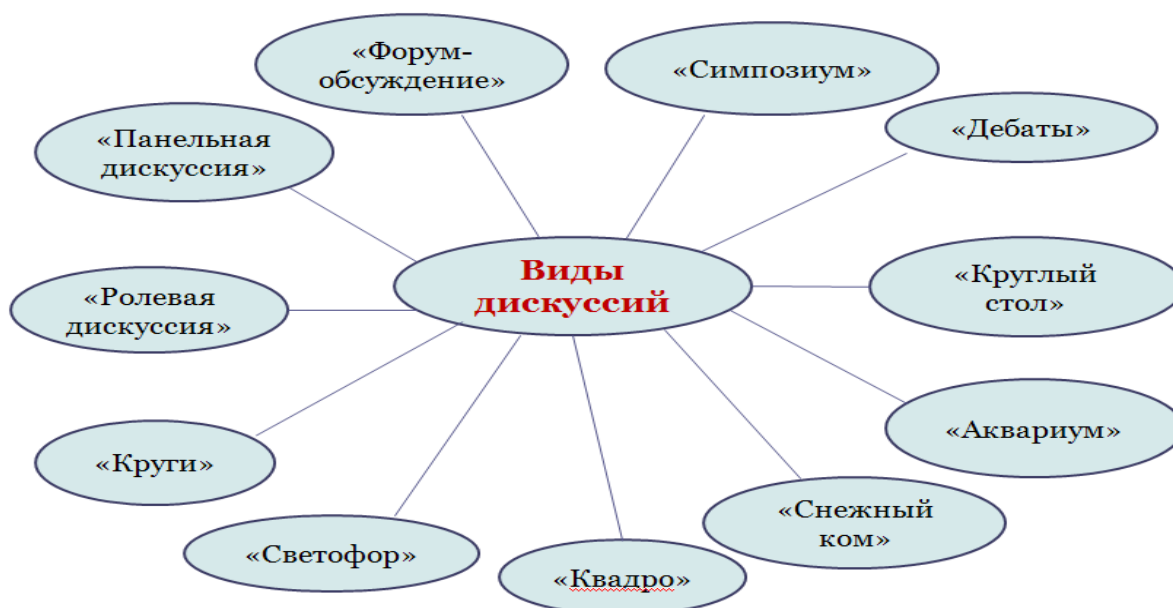 «Форум-
обсуждение»
«Симпозиум»
«Дебаты»
«Панельная
дискуссия»
Виды
дискуссий
«Круглый
стол»
«Ролевая
дискуссия»
«Аквариум»
«Круги»
«Снежный
ком»
«Светофор»
«Квадро»